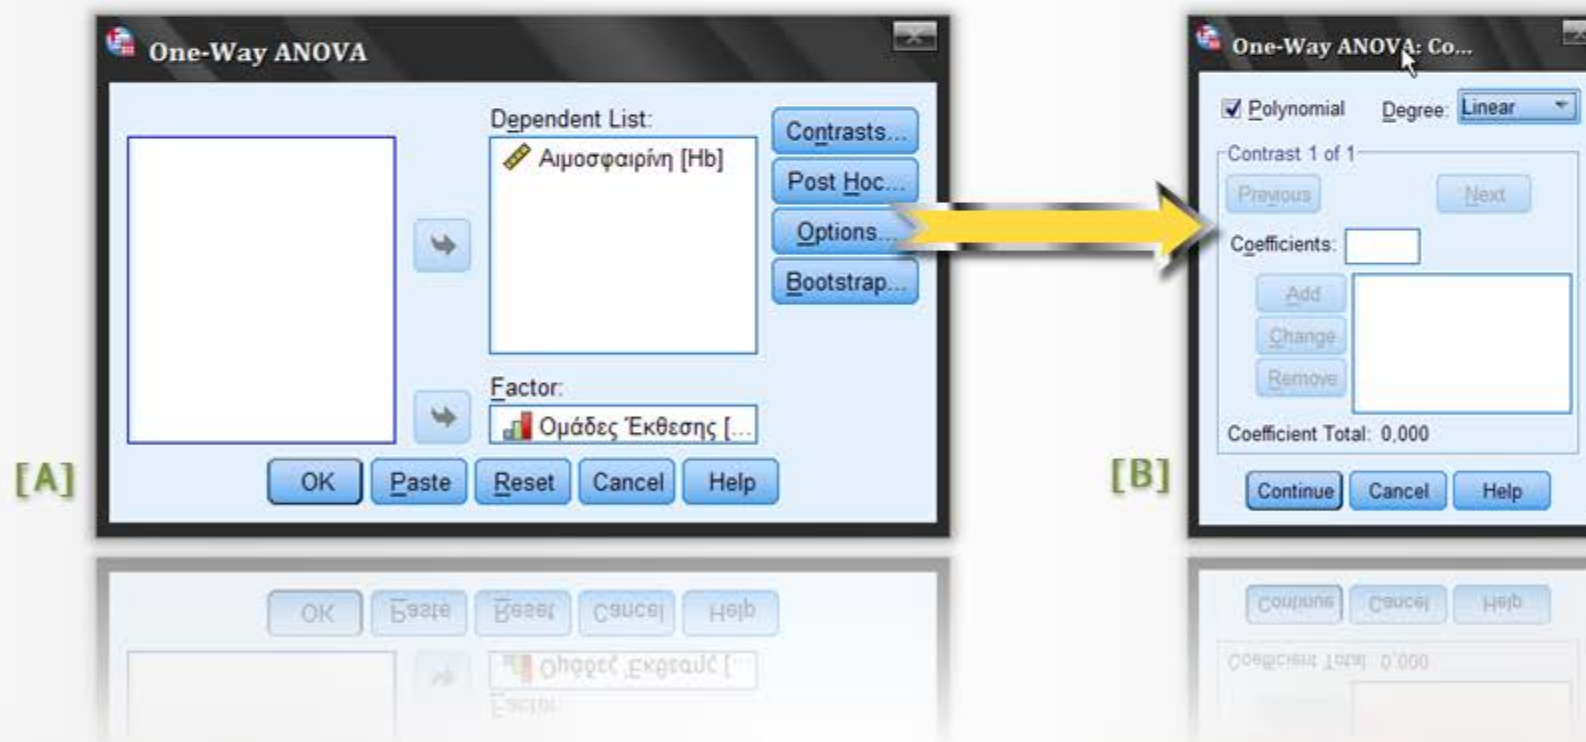 One-Way ANOVA
Dependent List:
Αιμοσφαιρίνη [Hb]
Contrasts...
Post Hoc...
Options...
Bootstrap...
Factor:
Ομάδες Έκθεσης [...
OK Paste Reset Cancel Help
[A]
One-Way ANOVA: Co...
Polynomial Degree: Linear
Contrast 1 of 1
Previous Next
Coefficients:
Add
Change
Remove
Coefficient Total: 0,000
Continue Cancel Help
[B]